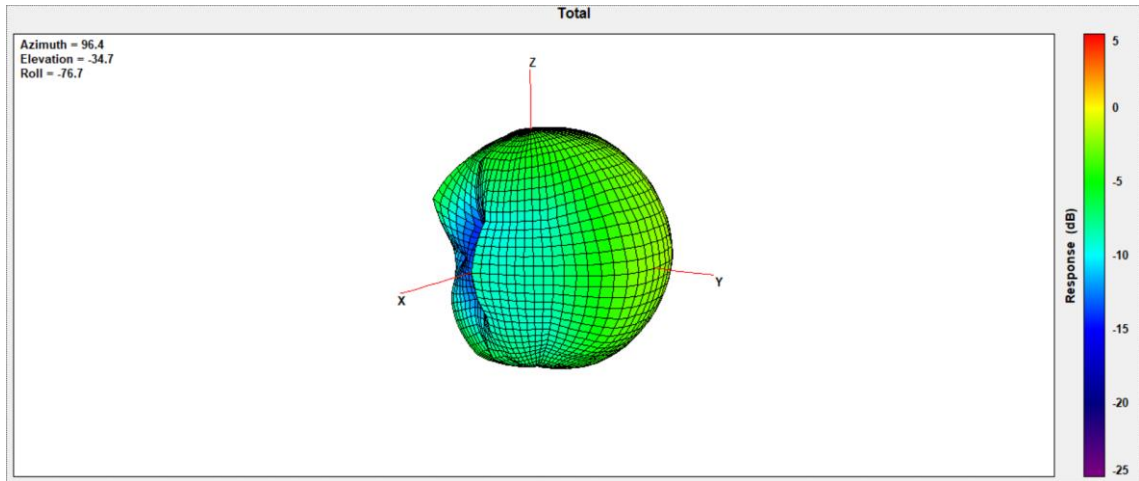 Total
Azimuth = 96.4
Elevation = -34.7
Roll = -76.7
Z
X
Y
5
0
-5
-10
-15
-20
-25
Response (dB)